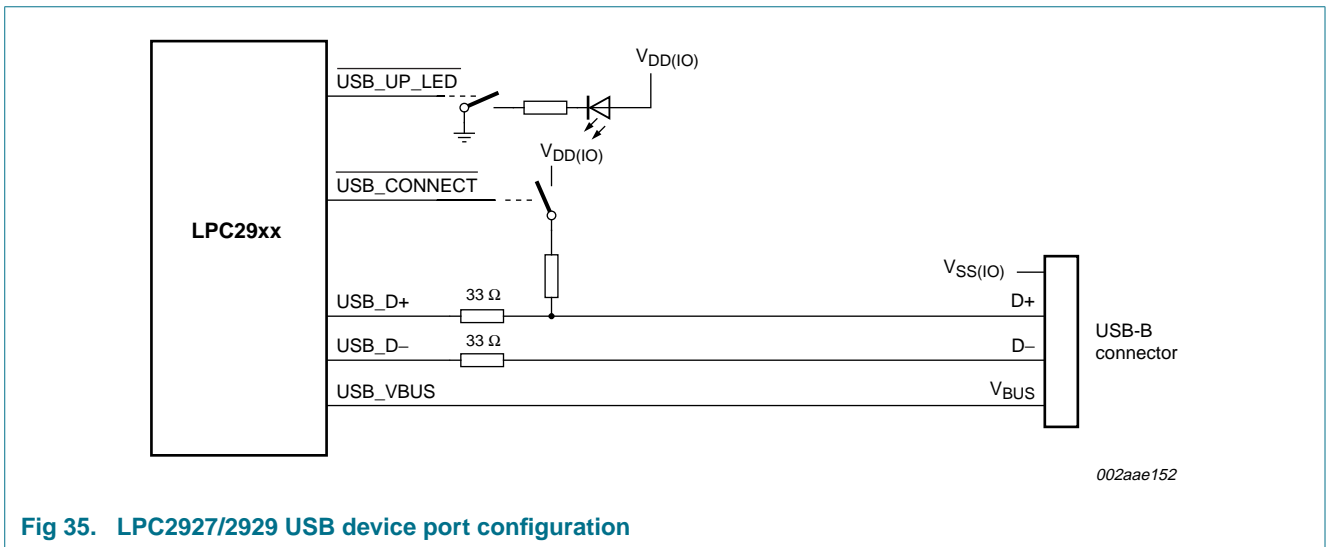 V_DD(IO)
USB_UP_LED
V_DD(IO)
USB_CONNECT
LPC29xx
V_SS(IO)
USB_D+ 33 Ω D+
USB_D− 33 Ω D−
USB-B
connector
USB_VBUS V_BUS
002aae152
Fig 35. LPC2927/2929 USB device port configuration